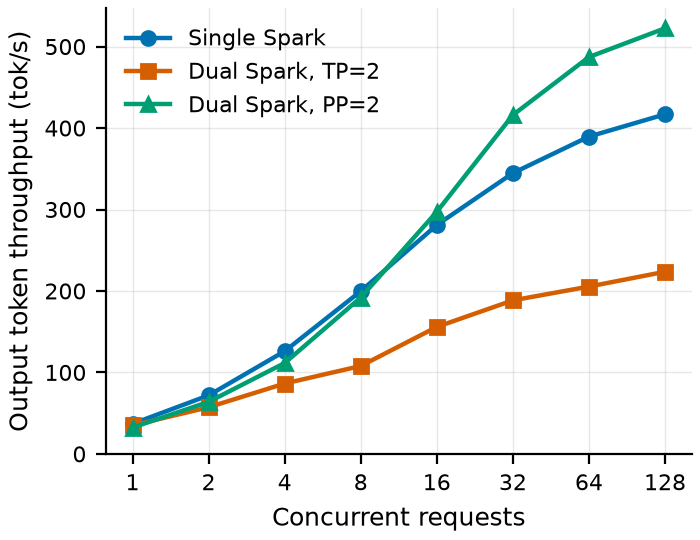 Output token throughput (tok/s)
500
400
300
200
100
0
Single Spark
Dual Spark, TP=2
Dual Spark, PP=2
1 2 4 8 16 32 64 128
Concurrent requests